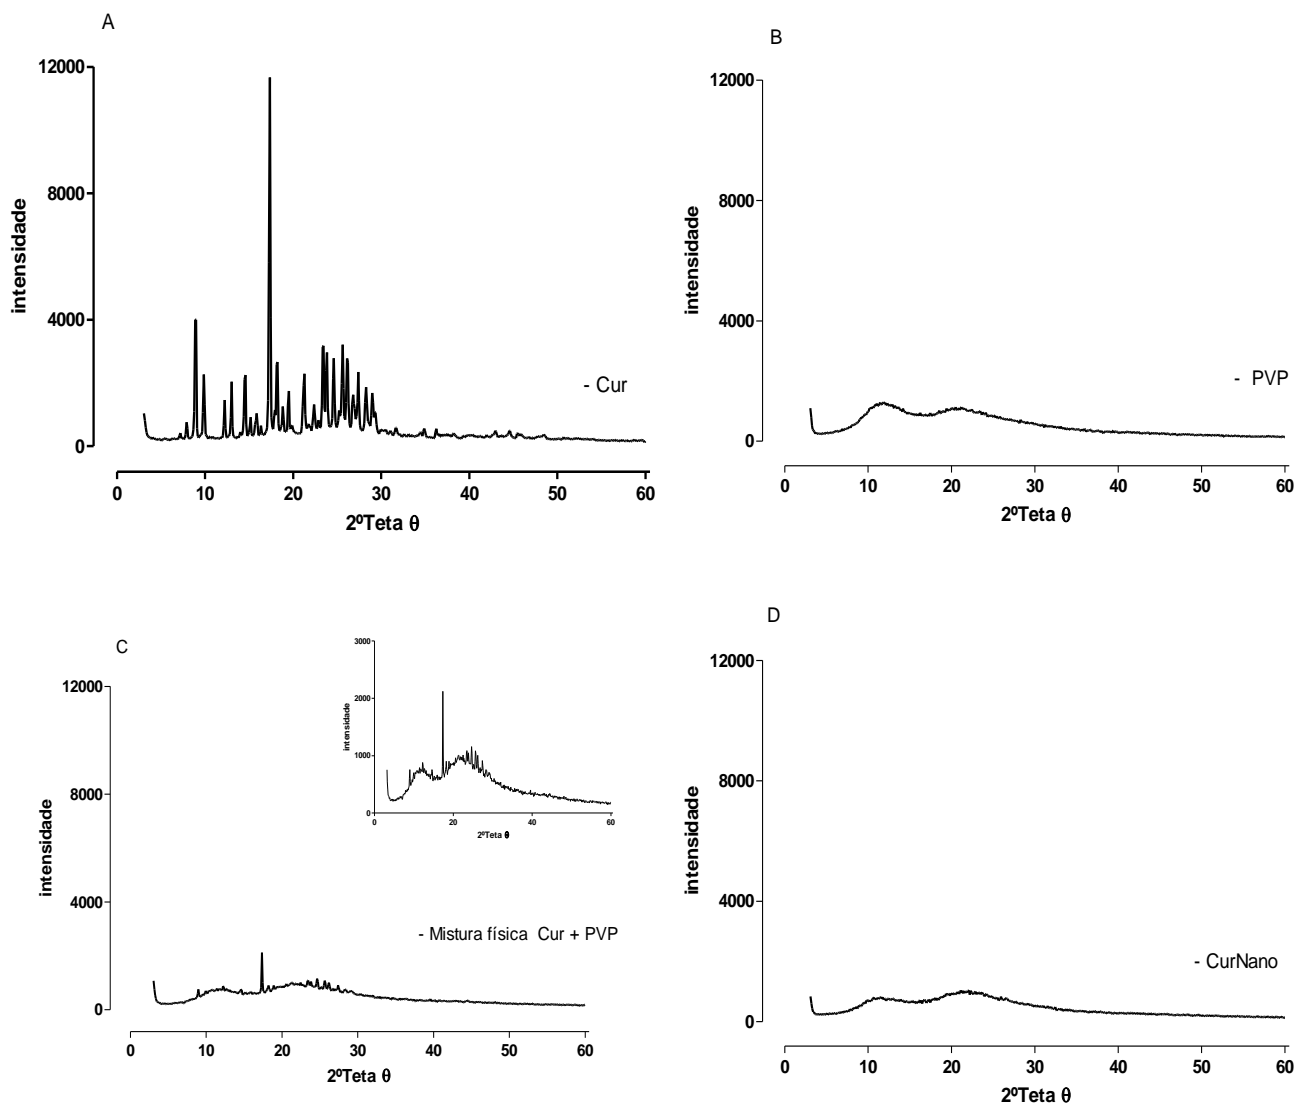 A
12000
8000
4000
0
intensidade
- Cur
0 10 20 30 40 50 60
2ºTeta θ
B
12000
8000
4000
0
intensidade
- PVP
0 10 20 30 40 50 60
2ºTeta θ
C
12000
8000
4000
0
intensidade
3000
2000
1000
0
intensidade
0 20 40 60
2ºTeta θ
- Mistura física Cur + PVP
0 10 20 30 40 50 60
2ºTeta θ
D
12000
8000
4000
0
intensidade
- CurNano
0 10 20 30 40 50 60
2ºTeta θ